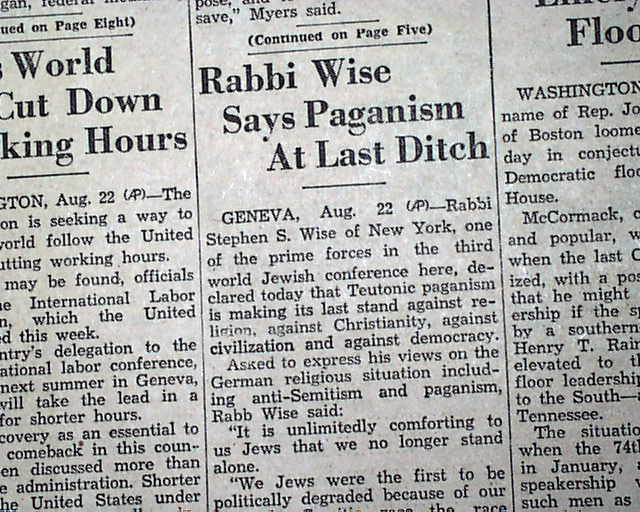 ued on Page Eight)
World
Cut Down
king Hours
GTON, Aug. 22 (AP)—The
on is seeking a way to
world follow the United
utting working hours.
may be found, officials
e International Labor
n, which the United
ed this week.
ntry's delegation to the
ational labor conference,
next summer in Geneva,
will take the lead in a
for shorter hours.
covery as an essential to
comeback in this coun-
en discussed more than
e administration. Shorter
he United States under
save," Myers said.
(Continued on Page Five)
Rabbi Wise
Says Paganism
At Last Ditch
GENEVA, Aug. 22 (AP)—Rabbi
Stephen S. Wise of New York, one
of the prime forces in the third
world Jewish conference here, de-
clared today that Teutonic paganism
is making its last stand against re-
ligion, against Christianity, against
civilization and against democracy.
Asked to express his views on the
German religious situation includ-
ing anti-Semitism and paganism,
Rabb Wise said:
"It is unlimitedly comforting to
us Jews that we no longer stand
alone.
"We Jews were the first to be
politically degraded because of our
the race
Floo
WASHINGTON
name of Rep. Jo
of Boston loome
day in conjectu
Democratic floo
House.
McCormack, c
and popular, w
when the last C
ized, with a pos
that he might
ership if the sp
by a southern
Henry T. Rain
elevated to th
floor leadership
to the South—
Tennessee.
The situatio
when the 74th
in January,
speakership
such men as